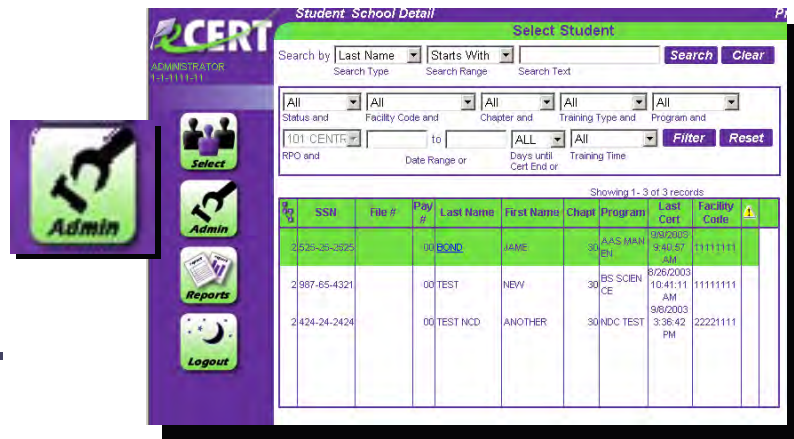 Student School Detail
CERT
Select Student
ADMINISTRATOR
1-1-1111-11
Search by Last Name Starts With Search Clear
Search Type Search Range Search Text
All All All All All
Status and Facility Code and Chapter and Training Type and Program and
101 CENTR to ALL All Filter Reset
RPO and Date Range or Days until Cert End or Training Time
Showing 1- 3 of 3 records
SSN File # Pay # Last Name First Name Chapt Program Last Cert Facility Code
2 525-25-2525 00 BOND JAME 30 AAS MAN EN 9/9/2003 9:40:57 AM 11111111
2 987-65-4321 00 TEST NEW 30 BS SCIEN CE 8/26/2003 10:41:11 AM 11111111
2 424-24-2424 00 TEST NCD ANOTHER 30 NDC TEST 9/8/2003 3:36:42 PM 22221111
Select
Admin
Reports
Logout
Admin